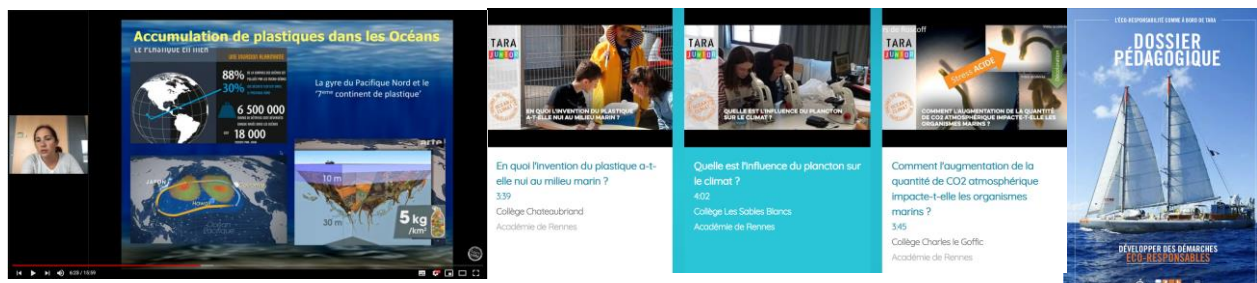 Accumulation de plastiques dans les Océans
LE PLASTIQUE EN MER
88%
30%
6 500 000
18 000
La gyre du Pacifique Nord et le
"7ème continent de plastique"
arte
JAPON
Hawaii
Océan
Pacifique
10 m
30 m
5 kg
/km²
6:23 / 15:59
TARA
JUNIOR
EN QUOI L'INVENTION DU PLASTIQUE
A-T-ELLE NUI AU MILIEU MARIN ?
En quoi l'invention du plastique a-t-
elle nui au milieu marin ?
3:39
Collège Chateaubriand
Académie de Rennes
TARA
JUNIOR
QUELLE EST L'INFLUENCE DU PLANCTON
SUR LE CLIMAT ?
Quelle est l'influence du plancton sur
le climat ?
4:02
Collège Les Sables Blancs
Académie de Rennes
de Roscoff
TARA
JUNIOR
Stress ACIDE
COMMENT L'AUGMENTATION DE LA QUANTITÉ
DE CO2 ATMOSPHÉRIQUE IMPACTE-T-ELLE LES
ORGANISMES MARINS ?
Comment l'augmentation de la
quantité de CO2 atmosphérique
impacte-t-elle les organismes
marins ?
3:45
Collège Charles le Goffic
Académie de Rennes
L'ÉCO-RESPONSABILITÉ COMME À BORD DE TARA
DOSSIER
PÉDAGOGIQUE
DÉVELOPPER DES DÉMARCHES
ÉCO-RESPONSABLES